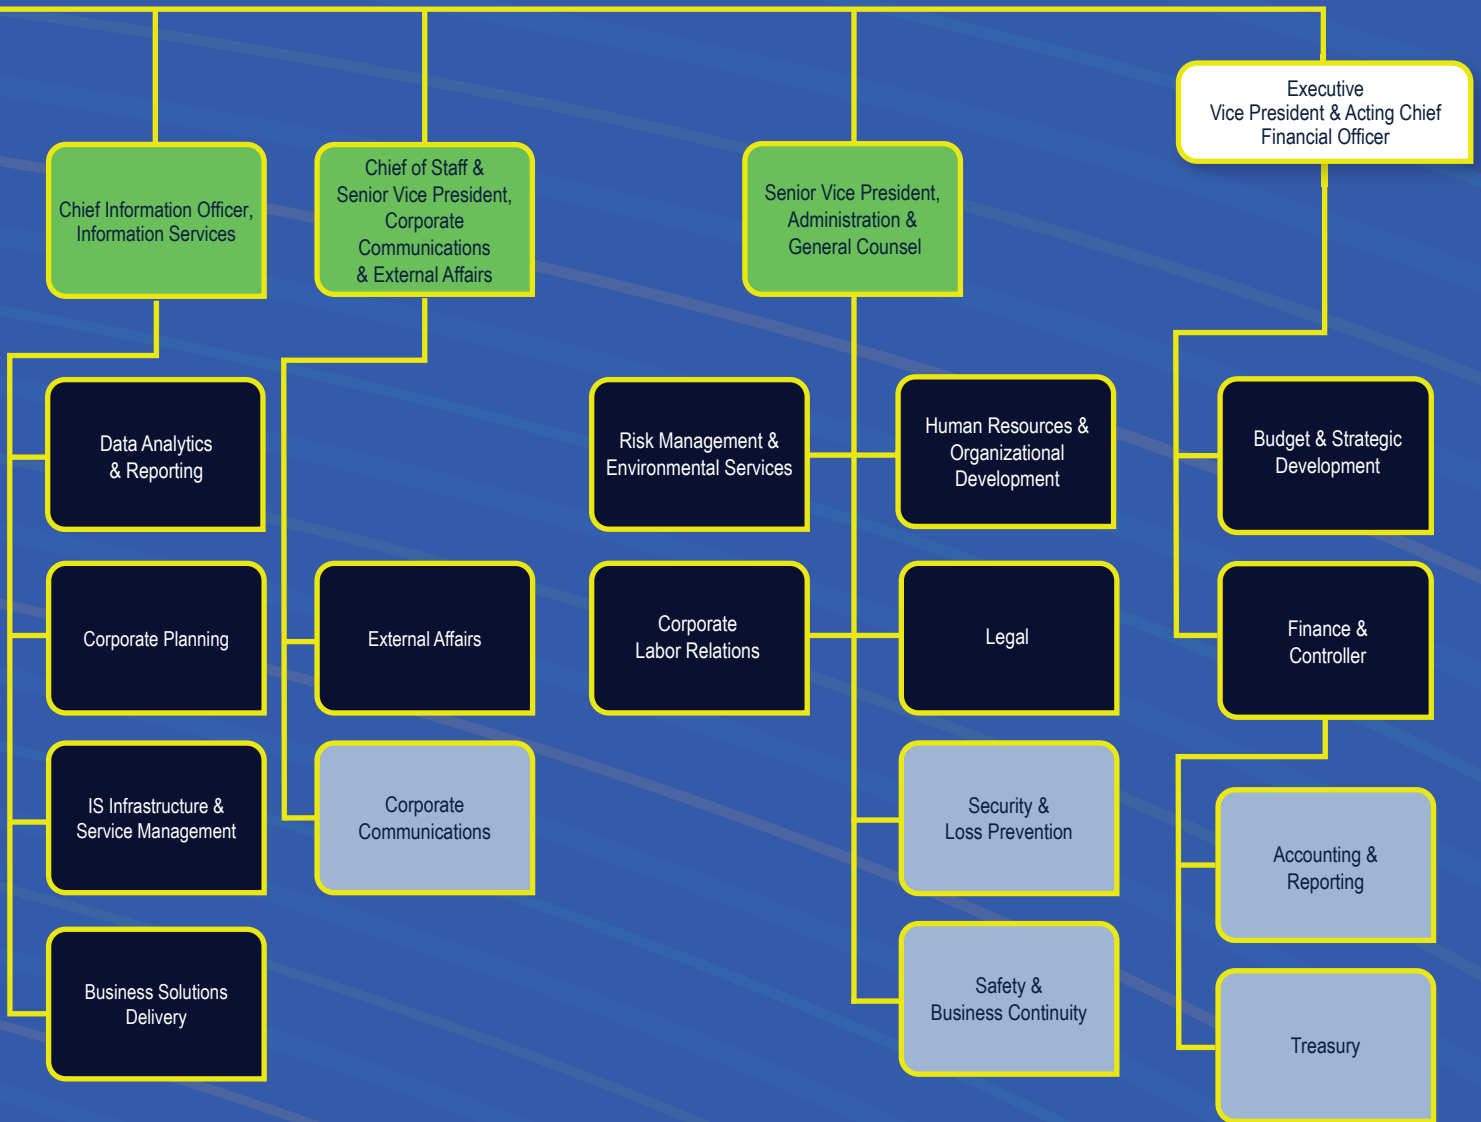 Executive
Vice President & Acting Chief
Financial Officer
Chief Information Officer,
Information Services
Chief of Staff &
Senior Vice President,
Corporate
Communications
& External Affairs
Senior Vice President,
Administration &
General Counsel
Data Analytics
& Reporting
Corporate Planning
IS Infrastructure &
Service Management
Business Solutions
Delivery
External Affairs
Corporate
Communications
Risk Management &
Environmental Services
Corporate
Labor Relations
Human Resources &
Organizational
Development
Legal
Security &
Loss Prevention
Safety &
Business Continuity
Budget & Strategic
Development
Finance &
Controller
Accounting &
Reporting
Treasury